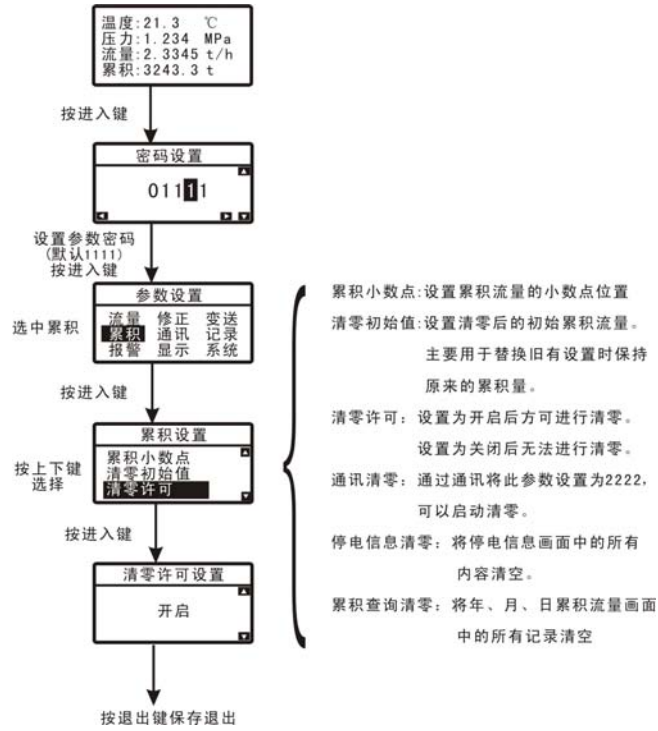 温度:21.3 ℃
压力:1.234 MPa
流量:2.3345 t/h
累积:3243.3 t
按进入键
密码设置
01111
设置参数密码
(默认1111)
按进入键
参数设置
流量 修正 变送
累积 通讯 记录
报警 显示 系统
选中累积
按进入键
累积设置
累积小数点
清零初始值
清零许可
按上下键
选择
按进入键
清零许可设置
开启
按退出键保存退出
累积小数点:设置累积流量的小数点位置
清零初始值:设置清零后的初始累积流量。
主要用于替换旧有设置时保持
原来的累积量。
清零许可：设置为开启后方可进行清零。
设置为关闭后无法进行清零。
通讯清零：通过通讯将此参数设置为2222，
可以启动清零。
停电信息清零：将停电信息画面中的所有
内容清空。
累积查询清零：将年、月、日累积流量画面
中的所有记录清空